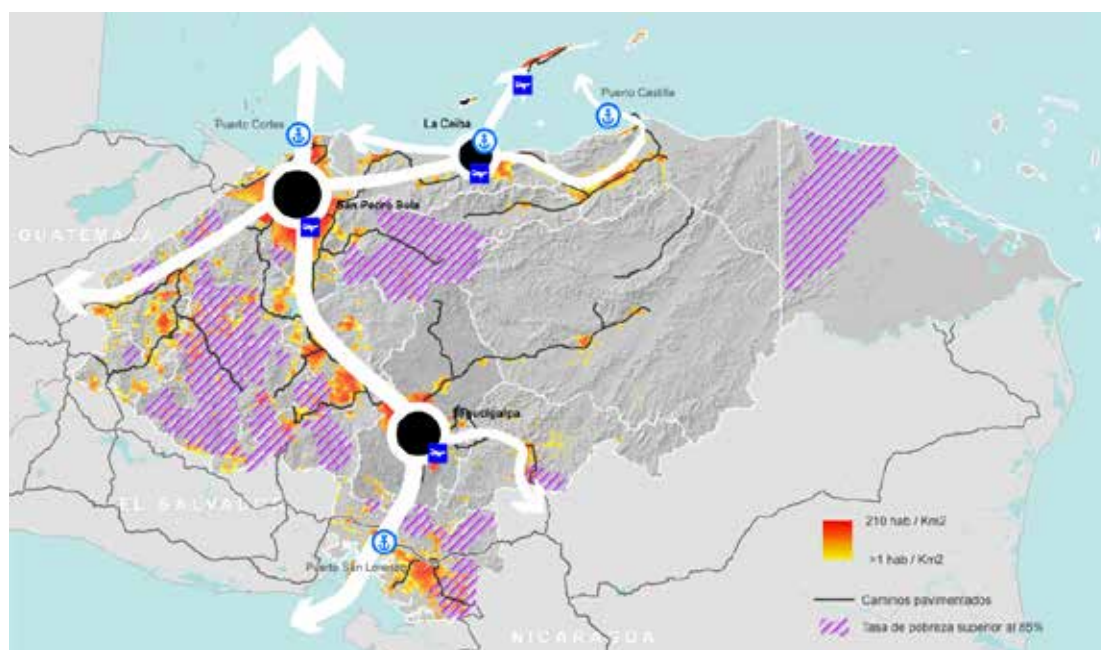 Puerto Castilla
La Ceiba
Puerto Cortes
San Pedro Sula
GUATEMALA
Tegucigalpa
EL SALVADOR
Puerto San Lorenzo
NICARAGUA
210 hab / Km2
>1 hab / Km2
Caminos pavimentados
Tasa de pobreza superior al 85%